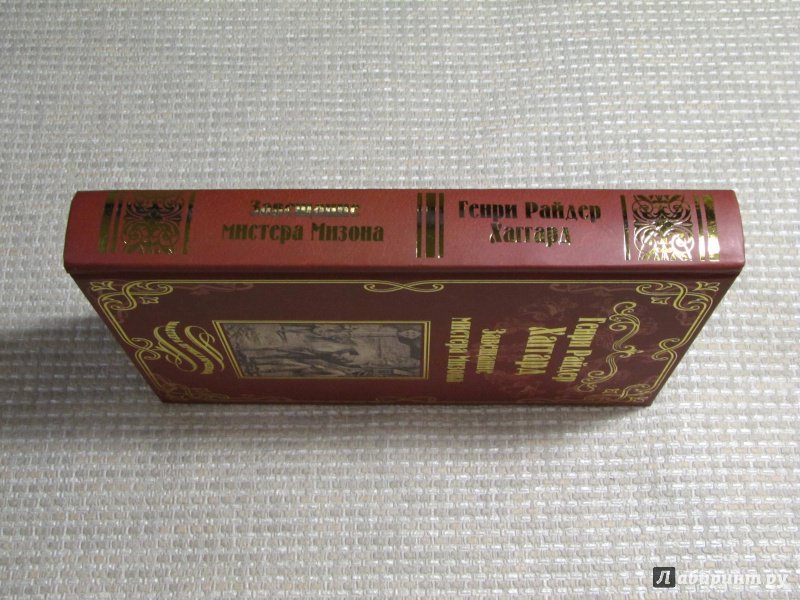 Завещание
мистера Мизона
Генри Райдер
Хаггард
Генри Райдер
Хаггард
Завещание
мистера Мизона
Лабиринт.ру